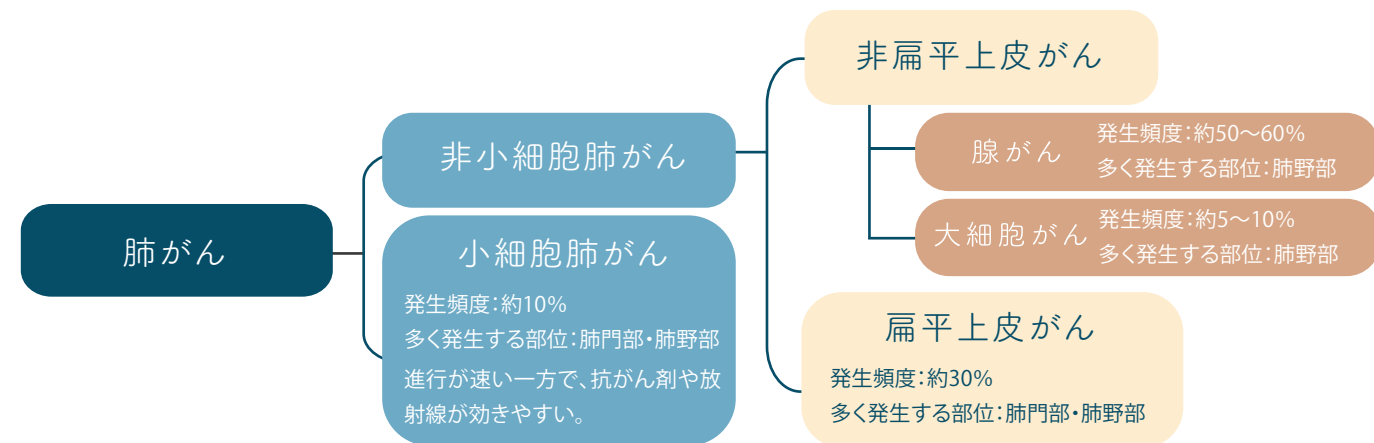 肺がん
非小細胞肺がん
小細胞肺がん
発生頻度：約10%
多く発生する部位：肺門部・肺野部
進行が速い一方で、抗がん剤や放
射線が効きやすい。
非扁平上皮がん
腺がん
発生頻度：約50～60%
多く発生する部位：肺野部
大細胞がん
発生頻度：約5～10%
多く発生する部位：肺野部
扁平上皮がん
発生頻度：約30%
多く発生する部位：肺門部・肺野部